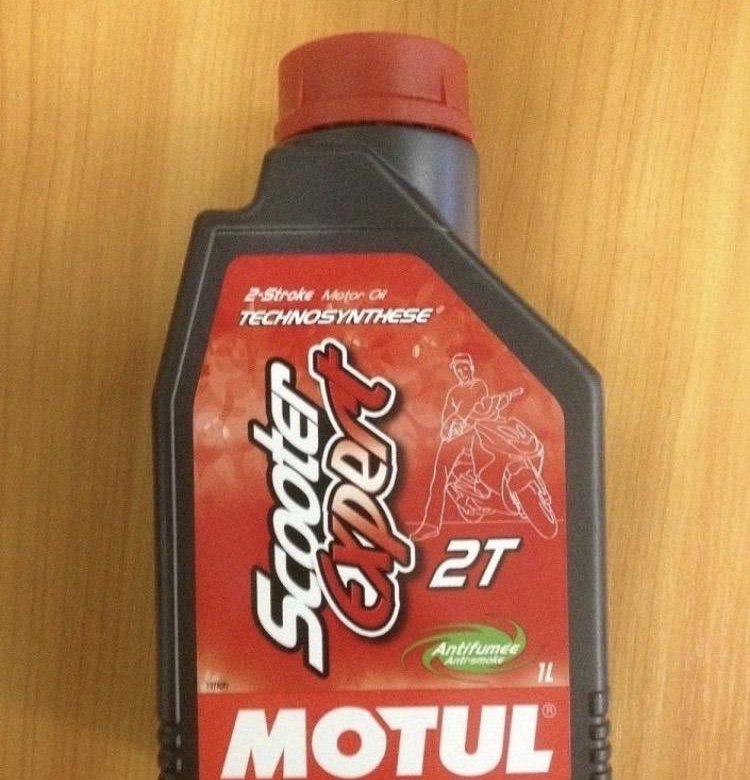 2-Stroke Motor Oil
TECHNOSYNTHESE®
Scooter
Expert
2T
Antifumee
Anti-smoke
1L
MOTUL®